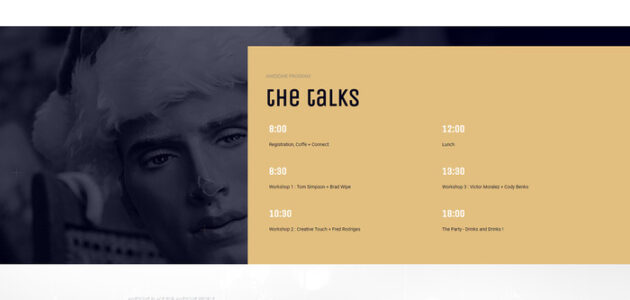 AWESOME PROGRAM
the talks
8:00
Registration, Coffe + Connect
8:30
Workshop 1 : Tom Simpson + Brad Wipe
10:30
Workshop 2 : Creative Touch + Fred Rodriges
12:00
Lunch
13:30
Workshop 3 : Victor Moralez + Cody Benks
18:00
The Party - Drinks and Drinks !